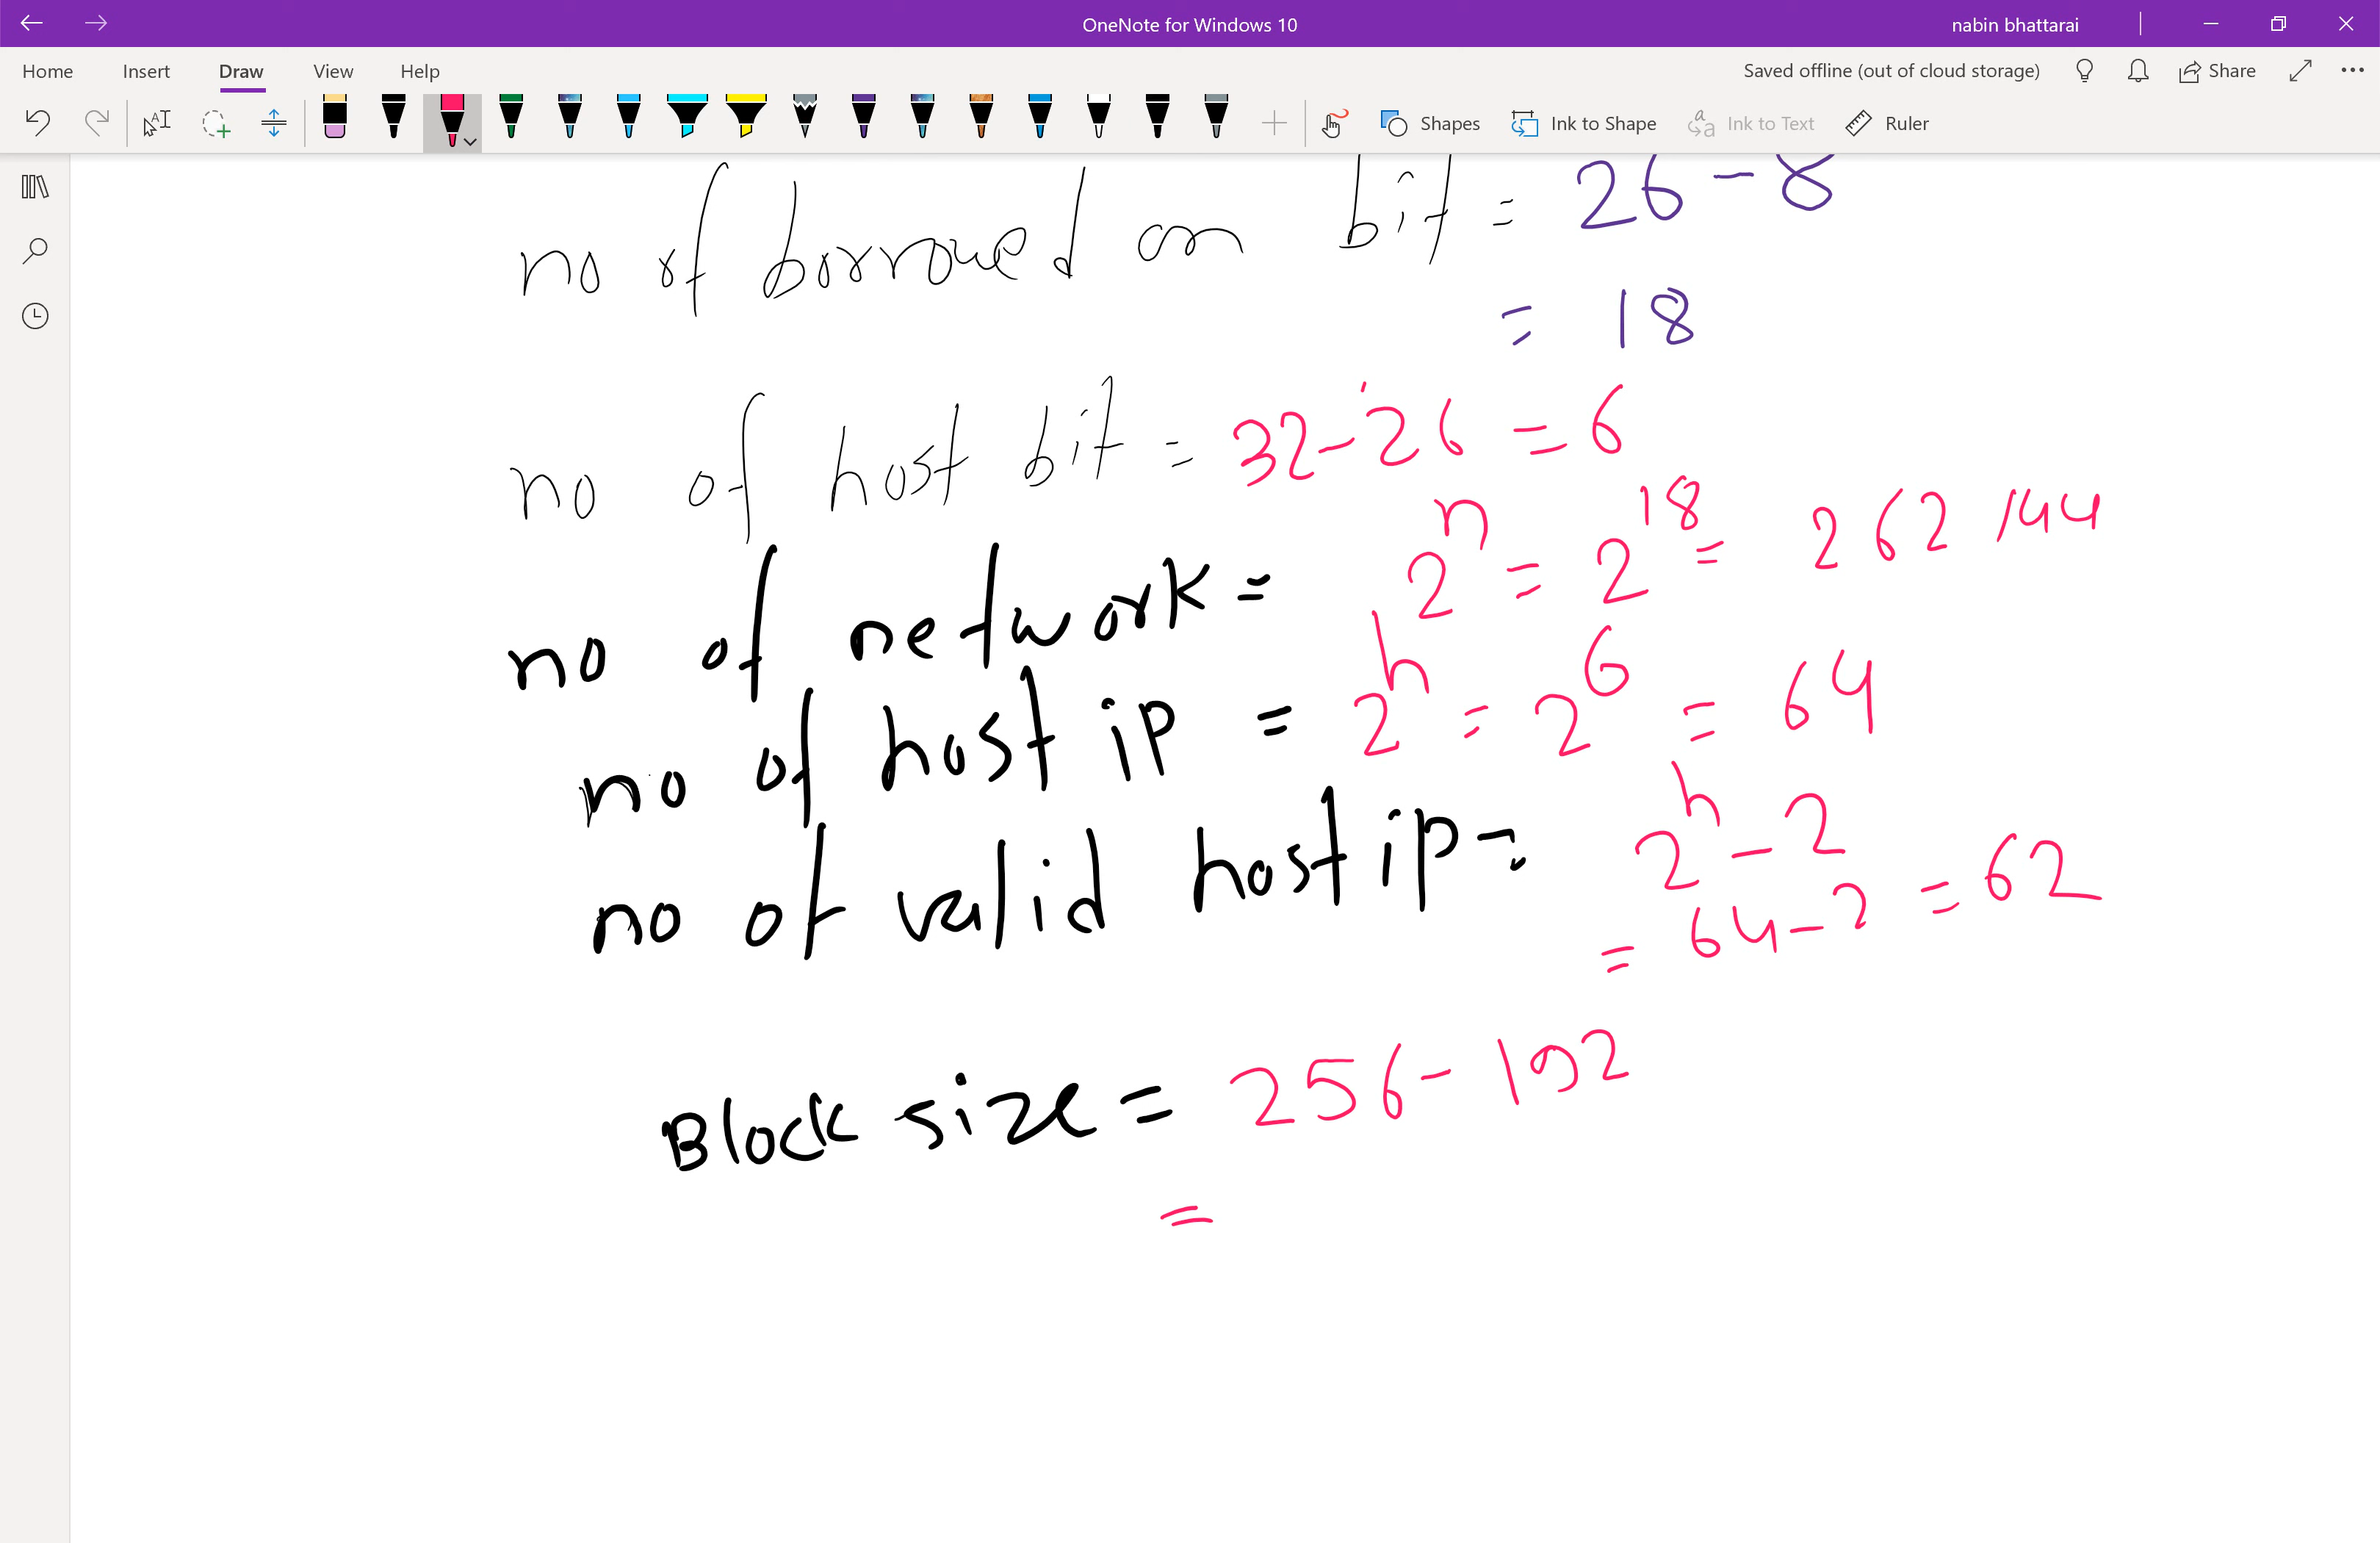 OneNote for Windows 10
nabin bhattarai
Home Insert Draw View Help
Saved offline (out of cloud storage) Share
Shapes Ink to Shape Ink to Text Ruler
no of borrowed on bit = 26-8
= 18
no of host bit = 32-26 = 6
no of network = 2^n = 2^18 = 262144
no of host ip = 2^h = 2^6 = 64
no of valid host ip = 2^h - 2
= 64-2 = 62
Block size = 256-192
=